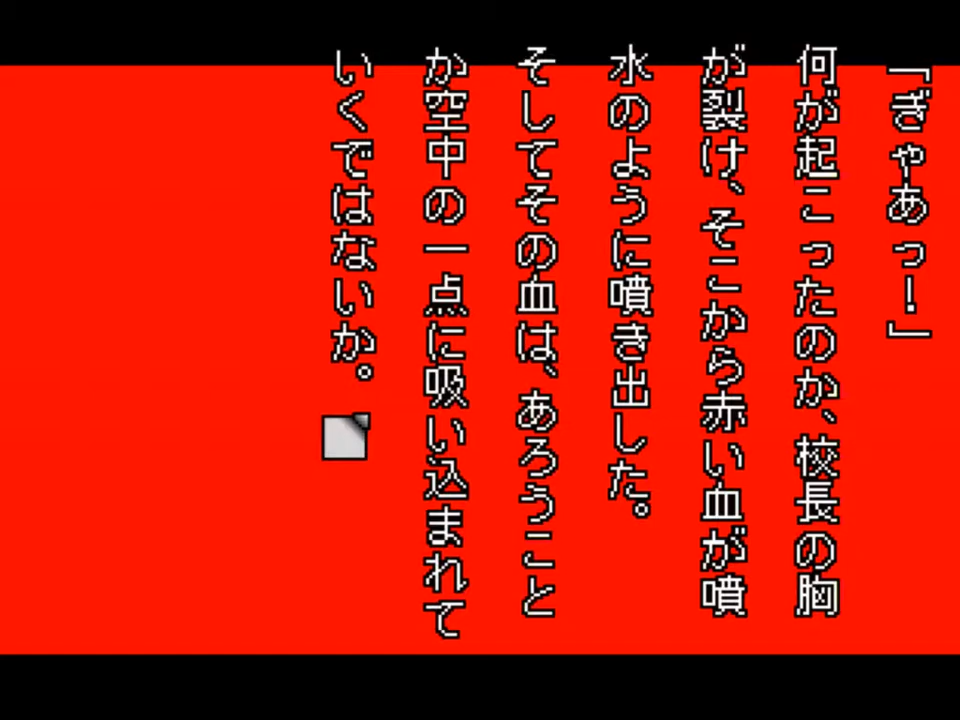 「ぎゃあっ！」
何が起こったのか、校長の胸
が裂け、そこから赤い血が噴
水のように噴き出した。
そしてその血は、あろうこと
か空中の一点に吸い込まれて
いくではないか。